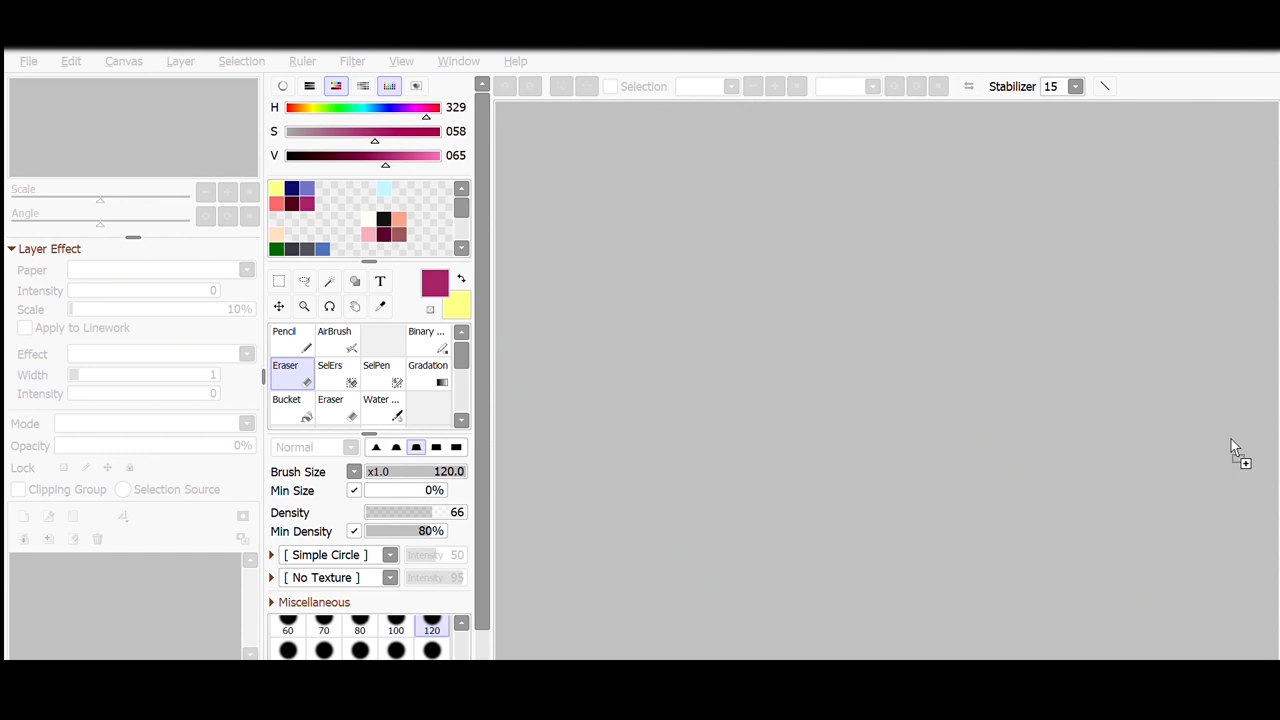 File Edit Canvas Layer Selection Ruler Filter View Window Help
Selection Stabilizer 15
H 329
S 058
V 065
Scale
Angle
Layer Effect
Paper
Intensity 0
Scale 10%
Apply to Linework
Effect
Width 1
Intensity 0
Mode
Opacity 0%
Lock
Clipping Group Selection Source
T
Pencil AirBrush Binary ...
Eraser SelErs SelPen Gradation
Bucket Eraser Water ...
Normal
Brush Size x1.0 120.0
Min Size 0%
Density 66
Min Density 80%
[ Simple Circle ] Intensity 50
[ No Texture ] Intensity 95
Miscellaneous
60 70 80 100 120